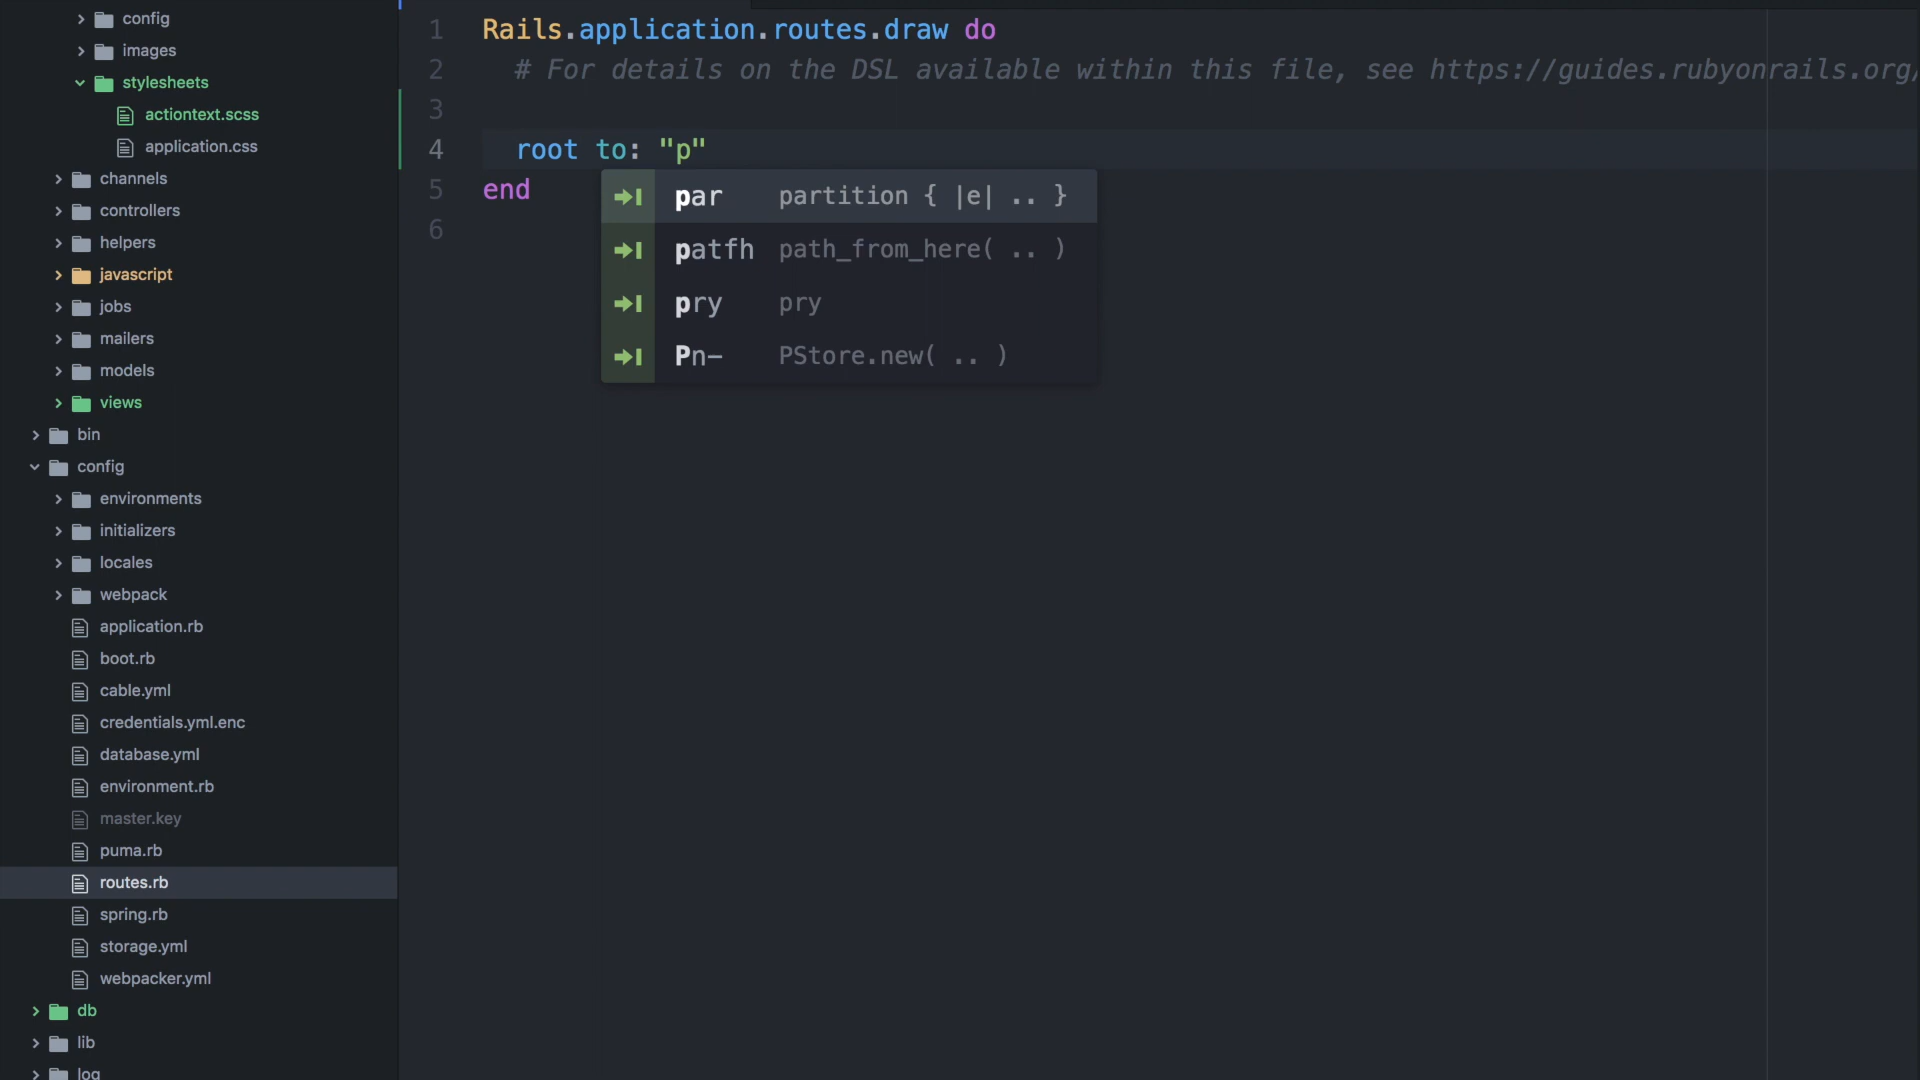 config
images
stylesheets
actiontext.scss
application.css
channels
controllers
helpers
javascript
jobs
mailers
models
views
bin
config
environments
initializers
locales
webpack
application.rb
boot.rb
cable.yml
credentials.yml.enc
database.yml
environment.rb
master.key
puma.rb
routes.rb
spring.rb
storage.yml
webpacker.yml
db
lib
log
1 Rails.application.routes.draw do
2 # For details on the DSL available within this file, see https://guides.rubyonrails.org/
3
4 root to: "p"
5 end
6
par partition { |e| .. }
patfh path_from_here( .. )
pry pry
Pn- PStore.new( .. )